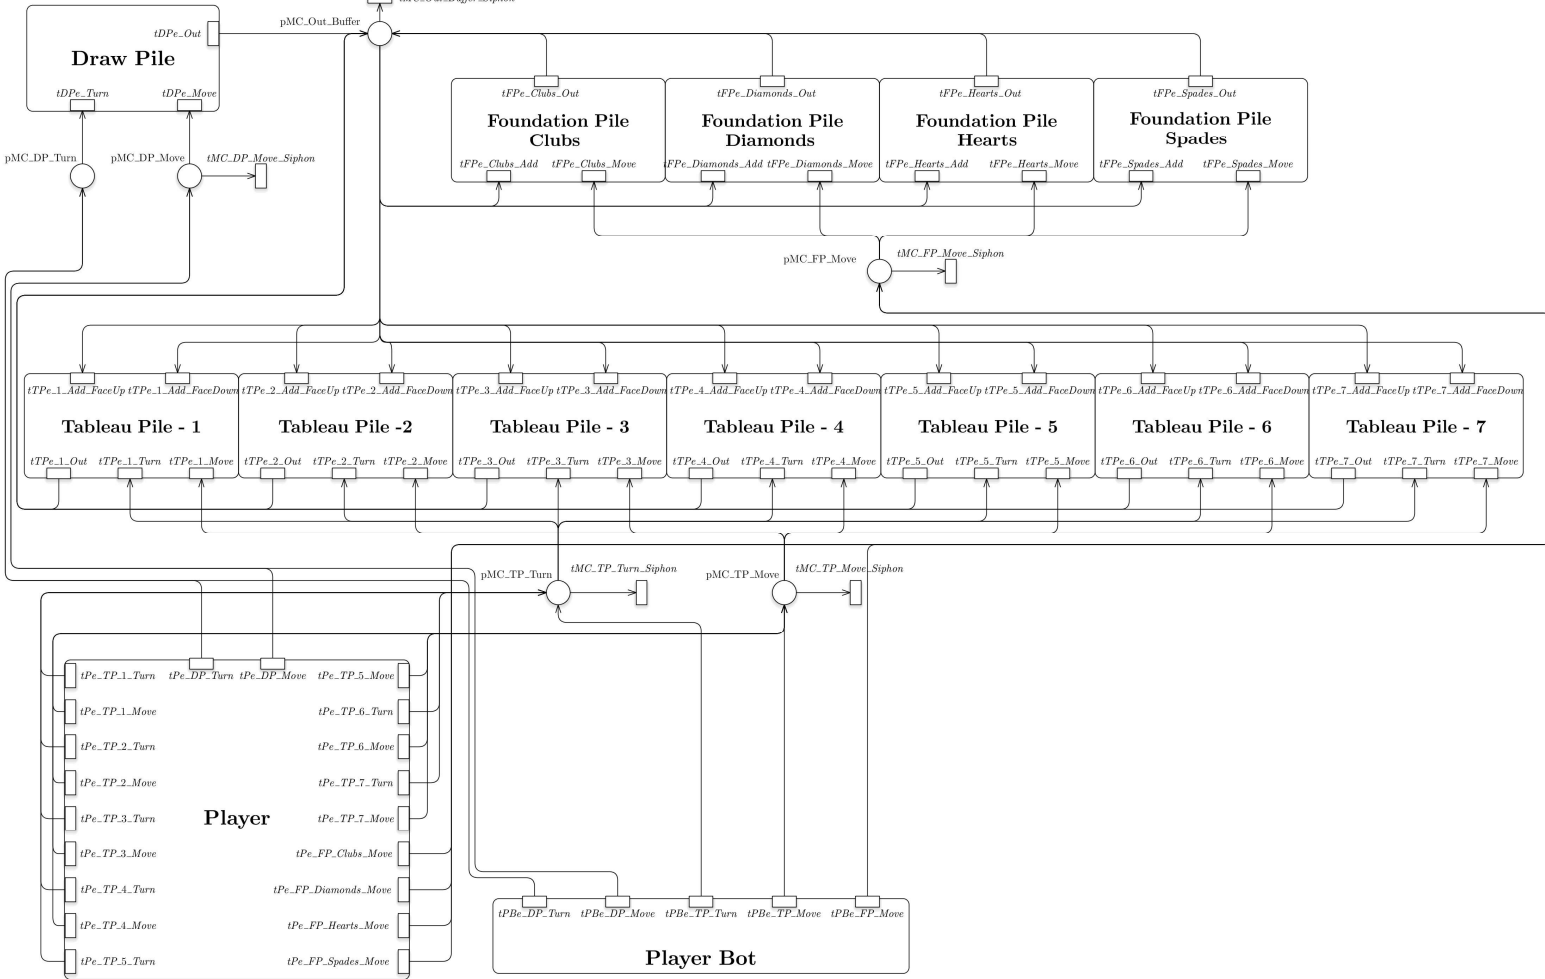 pMC_Out_Buffer
tDPe_Out
Draw Pile
tDPe_Turn tDPe_Move
tFPe_Clubs_Out tFPe_Diamonds_Out tFPe_Hearts_Out tFPe_Spades_Out
Foundation Pile
Clubs
Foundation Pile
Diamonds
Foundation Pile
Hearts
Foundation Pile
Spades
pMC_DP_Turn pMC_DP_Move tMC_DP_Move_Siphon
tFPe_Clubs_Add tFPe_Clubs_Move tFPe_Diamonds_Add tFPe_Diamonds_Move tFPe_Hearts_Add tFPe_Hearts_Move tFPe_Spades_Add tFPe_Spades_Move
pMC_FP_Move tMC_FP_Move_Siphon
tTPe_1_Add_FaceUp tTPe_1_Add_FaceDown tTPe_2_Add_FaceUp tTPe_2_Add_FaceDown tTPe_3_Add_FaceUp tTPe_3_Add_FaceDown tTPe_4_Add_FaceUp tTPe_4_Add_FaceDown tTPe_5_Add_FaceUp tTPe_5_Add_FaceDown tTPe_6_Add_FaceUp tTPe_6_Add_FaceDown tTPe_7_Add_FaceUp tTPe_7_Add_FaceDown
Tableau Pile - 1 Tableau Pile -2 Tableau Pile - 3 Tableau Pile - 4 Tableau Pile - 5 Tableau Pile - 6 Tableau Pile - 7
tTPe_1_Out tTPe_1_Turn tTPe_1_Move tTPe_2_Out tTPe_2_Turn tTPe_2_Move tTPe_3_Out tTPe_3_Turn tTPe_3_Move tTPe_4_Out tTPe_4_Turn tTPe_4_Move tTPe_5_Out tTPe_5_Turn tTPe_5_Move tTPe_6_Out tTPe_6_Turn tTPe_6_Move tTPe_7_Out tTPe_7_Turn tTPe_7_Move
pMC_TP_Turn tMC_TP_Turn_Siphon pMC_TP_Move tMC_TP_Move_Siphon
tPe_TP_1_Turn tPe_DP_Turn tPe_DP_Move tPe_TP_5_Move
tPe_TP_1_Move tPe_TP_6_Turn
tPe_TP_2_Turn tPe_TP_6_Move
tPe_TP_2_Move tPe_TP_7_Turn
tPe_TP_3_Turn Player tPe_TP_7_Move
tPe_TP_3_Move tPe_FP_Clubs_Move
tPe_TP_4_Turn tPe_FP_Diamonds_Move
tPe_TP_4_Move tPe_FP_Hearts_Move
tPe_TP_5_Turn tPe_FP_Spades_Move
tPBe_DP_Turn tPBe_DP_Move tPBe_TP_Turn tPBe_TP_Move tPBe_FP_Move
Player Bot